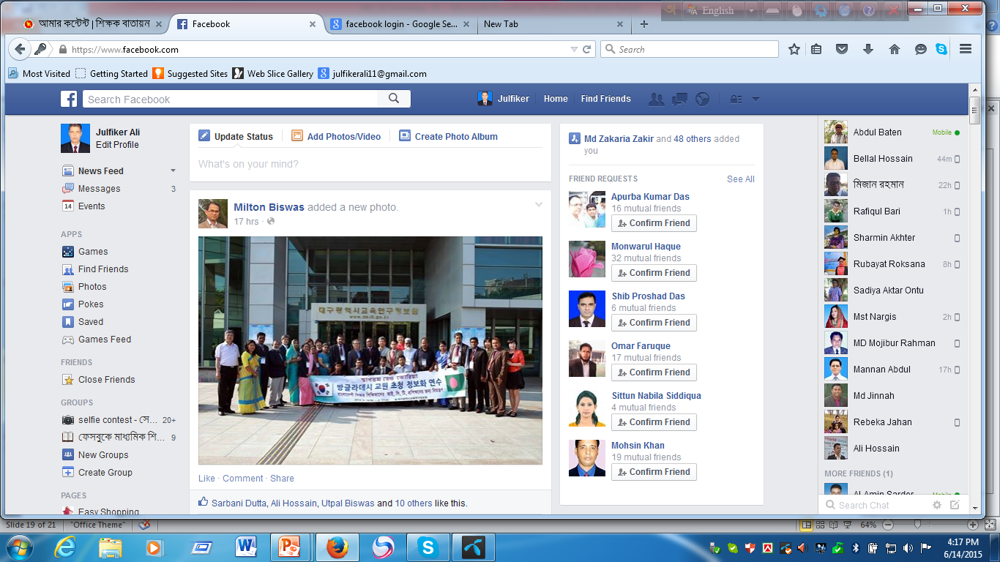 English
আমার কন্টেন্ট | শিক্ষক বাতায়ন
Facebook
facebook login - Google Se...
New Tab
https://www.facebook.com
Search
Most Visited
Getting Started
Suggested Sites
Web Slice Gallery
julfikerali11@gmail.com
Search Facebook
Julfiker
Home
Find Friends
Julfiker Ali
Edit Profile
News Feed
Messages 3
Events
APPS
Games
Find Friends
Photos
Pokes
Saved
Games Feed
FRIENDS
Close Friends
GROUPS
selfie contest - সে... 20+
ফেসবুকে মাধ্যমিক শি... 9
New Groups
Create Group
PAGES
Easy Shopping
Update Status
Add Photos/Video
Create Photo Album
What's on your mind?
Milton Biswas added a new photo.
17 hrs ·
대구광역시교육연구정보원
방글라데시 교원 초청 정보화 연수
Like · Comment · Share
Sarbani Dutta, Ali Hossain, Utpal Biswas and 10 others like this.
Md Zakaria Zakir and 48 others added
you
FRIEND REQUESTS
See All
Apurba Kumar Das
16 mutual friends
Confirm Friend
Monwarul Haque
32 mutual friends
Confirm Friend
Shib Proshad Das
6 mutual friends
Confirm Friend
Omar Faruque
17 mutual friends
Confirm Friend
Sittun Nabila Siddiqua
4 mutual friends
Confirm Friend
Mohsin Khan
19 mutual friends
Confirm Friend
Abdul Baten Mobile
Bellal Hossain 44m
মিজান রহমান 22h
Rafiqul Bari 1h
Sharmin Akhter
Rubayat Roksana 8h
Sadiya Aktar Ontu
Mst Nargis 2h
MD Mojibur Rahman
Mannan Abdul 17h
Md Jinnah
Rebeka Jahan
Ali Hossain
MORE FRIENDS (1)
Al Amin Sarder Mobile
Search Chat
Slide 19 of 21
"Office Theme"
64%
4:17 PM
6/14/2015